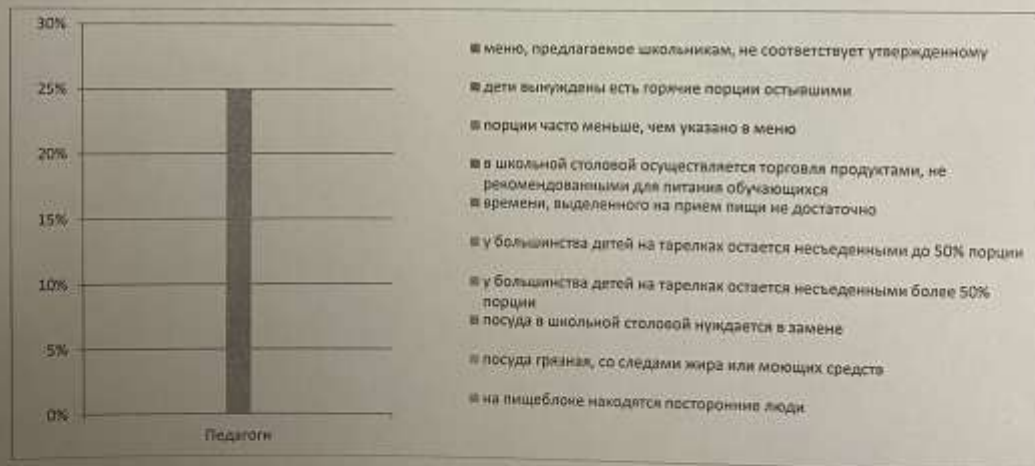 30%
25%
20%
15%
10%
5%
0%
Педагоги
меню, предлагаемое школьникам, не соответствует утвержденному
дети вынуждены есть горячие порции остывшими
порции часто меньше, чем указано в меню
в школьной столовой осуществляется торговля продуктами, не
рекомендованными для питания обучающихся
времени, выделенного на прием пищи не достаточно
у большинства детей на тарелках остается несъеденными до 50% порции
у большинства детей на тарелках остается несъеденными более 50%
порции
посуда в школьной столовой нуждается в замене
посуда грязная, со следами жира или моющих средств
на пищеблоке находятся посторонние люди